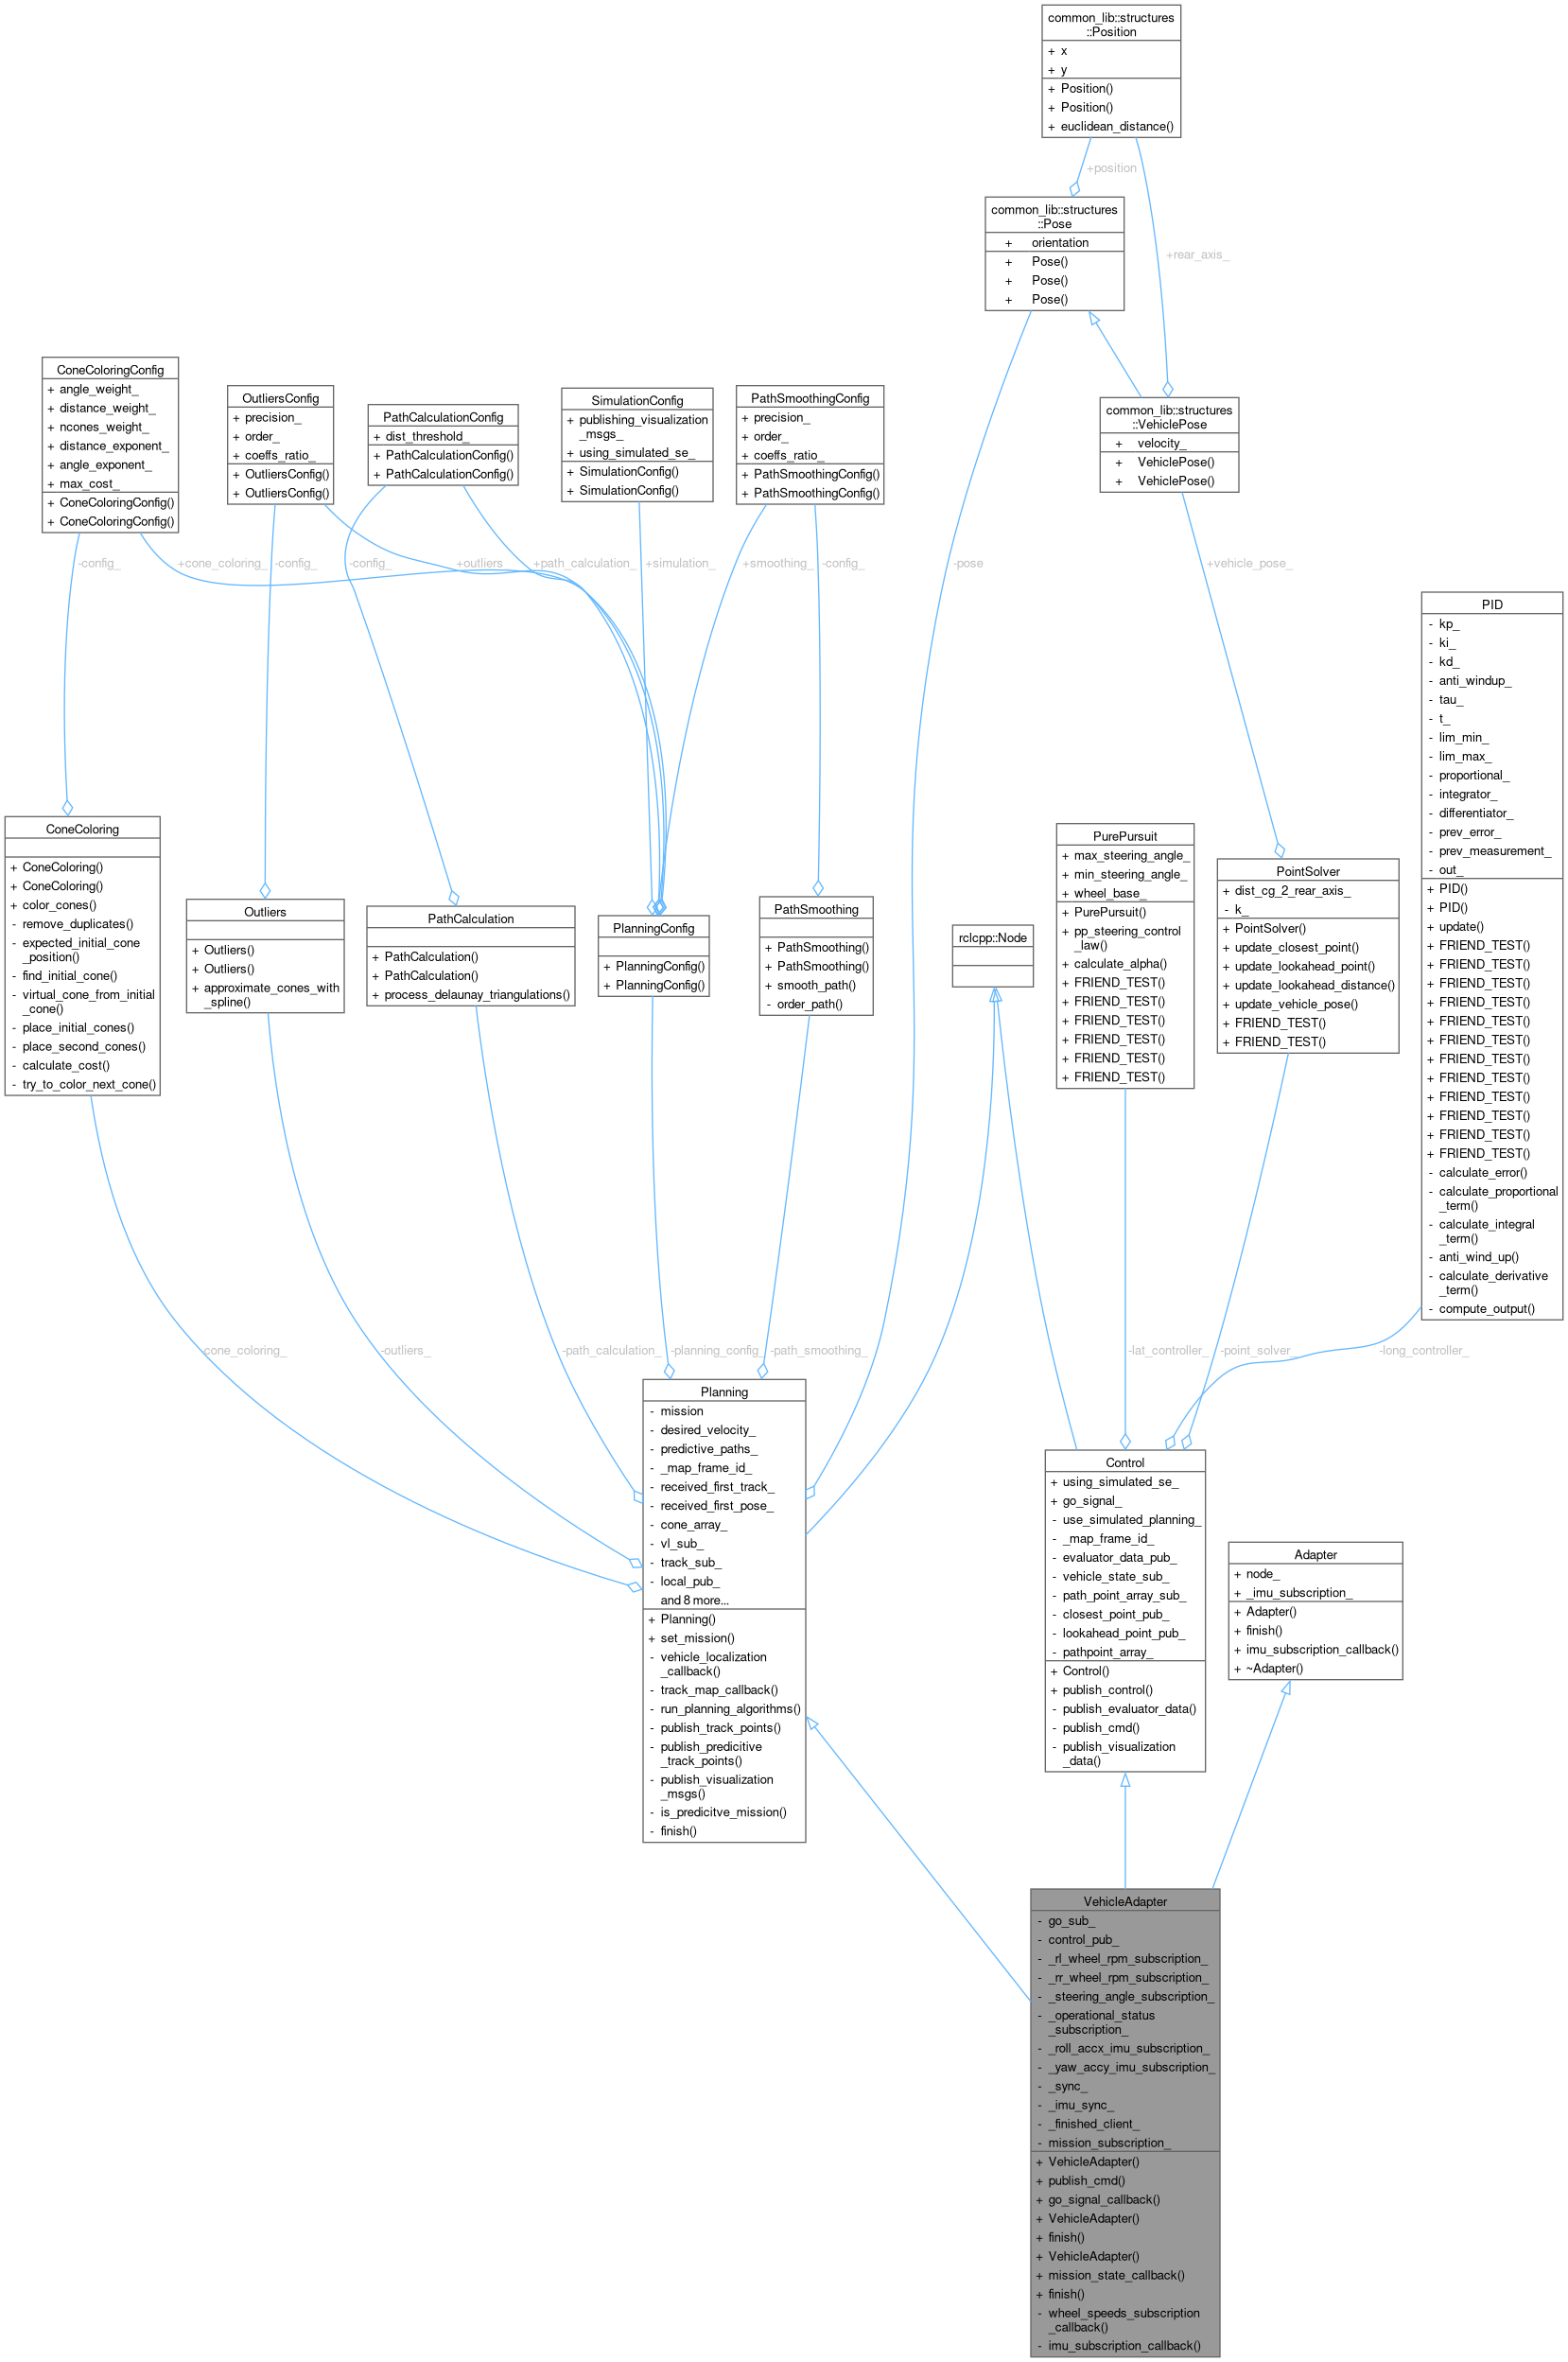 common_lib::structures
::Position
+ x
+ y
+ Position()
+ Position()
+ euclidean_distance()
+position
common_lib::structures
::Pose
+ orientation
+ Pose()
+ Pose()
+ Pose()
+rear_axis_
common_lib::structures
::VehiclePose
+ velocity_
+ VehiclePose()
+ VehiclePose()
ConeColoringConfig
+ angle_weight_
+ distance_weight_
+ ncones_weight_
+ distance_exponent_
+ angle_exponent_
+ max_cost_
+ ConeColoringConfig()
+ ConeColoringConfig()
OutliersConfig
+ precision_
+ order_
+ coeffs_ratio_
+ OutliersConfig()
+ OutliersConfig()
PathCalculationConfig
+ dist_threshold_
+ PathCalculationConfig()
+ PathCalculationConfig()
SimulationConfig
+ publishing_visualization
_msgs_
+ using_simulated_se_
+ SimulationConfig()
+ SimulationConfig()
PathSmoothingConfig
+ precision_
+ order_
+ coeffs_ratio_
+ PathSmoothingConfig()
+ PathSmoothingConfig()
-config_
+cone_coloring_
-config_
-config_
+outliers_
+path_calculation_
+simulation_
+smoothing_
-config_
-pose
+vehicle_pose_
PID
- kp_
- ki_
- kd_
- anti_windup_
- tau_
- t_
- lim_min_
- lim_max_
- proportional_
- integrator_
- differentiator_
- prev_error_
- prev_measurement_
- out_
+ PID()
+ PID()
+ update()
+ FRIEND_TEST()
+ FRIEND_TEST()
+ FRIEND_TEST()
+ FRIEND_TEST()
+ FRIEND_TEST()
+ FRIEND_TEST()
+ FRIEND_TEST()
+ FRIEND_TEST()
+ FRIEND_TEST()
+ FRIEND_TEST()
+ FRIEND_TEST()
+ FRIEND_TEST()
- calculate_error()
- calculate_proportional
_term()
- calculate_integral
_term()
- anti_wind_up()
- calculate_derivative
_term()
- compute_output()
ConeColoring
+ ConeColoring()
+ ConeColoring()
+ color_cones()
- remove_duplicates()
- expected_initial_cone
_position()
- find_initial_cone()
- virtual_cone_from_initial
_cone()
- place_initial_cones()
- place_second_cones()
- calculate_cost()
- try_to_color_next_cone()
Outliers
+ Outliers()
+ Outliers()
+ approximate_cones_with
_spline()
PathCalculation
+ PathCalculation()
+ PathCalculation()
+ process_delaunay_triangulations()
PlanningConfig
+ PlanningConfig()
+ PlanningConfig()
PathSmoothing
+ PathSmoothing()
+ PathSmoothing()
+ smooth_path()
- order_path()
rclcpp::Node
PurePursuit
+ max_steering_angle_
+ min_steering_angle_
+ wheel_base_
+ PurePursuit()
+ pp_steering_control
_law()
+ calculate_alpha()
+ FRIEND_TEST()
+ FRIEND_TEST()
+ FRIEND_TEST()
+ FRIEND_TEST()
+ FRIEND_TEST()
+ FRIEND_TEST()
PointSolver
+ dist_cg_2_rear_axis_
- k_
+ PointSolver()
+ update_closest_point()
+ update_lookahead_point()
+ update_lookahead_distance()
+ update_vehicle_pose()
+ FRIEND_TEST()
+ FRIEND_TEST()
-cone_coloring_
-outliers_
-path_calculation_
-planning_config_
-path_smoothing_
-lat_controller_
-point_solver_
-long_controller_
Planning
- mission
- desired_velocity_
- predictive_paths_
- _map_frame_id_
- received_first_track_
- received_first_pose_
- cone_array_
- vl_sub_
- track_sub_
- local_pub_
and 8 more...
+ Planning()
+ set_mission()
- vehicle_localization
_callback()
- track_map_callback()
- run_planning_algorithms()
- publish_track_points()
- publish_predicitive
_track_points()
- publish_visualization
_msgs()
- is_predicitve_mission()
- finish()
Control
+ using_simulated_se_
+ go_signal_
- use_simulated_planning_
- _map_frame_id_
- evaluator_data_pub_
- vehicle_state_sub_
- path_point_array_sub_
- closest_point_pub_
- lookahead_point_pub_
- pathpoint_array_
+ Control()
+ publish_control()
- publish_evaluator_data()
- publish_cmd()
- publish_visualization
_data()
Adapter
+ node_
+ _imu_subscription_
+ Adapter()
+ finish()
+ imu_subscription_callback()
+ ~Adapter()
VehicleAdapter
- go_sub_
- control_pub_
- _rl_wheel_rpm_subscription_
- _rr_wheel_rpm_subscription_
- _steering_angle_subscription_
- _operational_status
_subscription_
- _roll_accx_imu_subscription_
- _yaw_accy_imu_subscription_
- _sync_
- _imu_sync_
- _finished_client_
- mission_subscription_
+ VehicleAdapter()
+ publish_cmd()
+ go_signal_callback()
+ VehicleAdapter()
+ finish()
+ VehicleAdapter()
+ mission_state_callback()
+ finish()
- wheel_speeds_subscription
_callback()
- imu_subscription_callback()